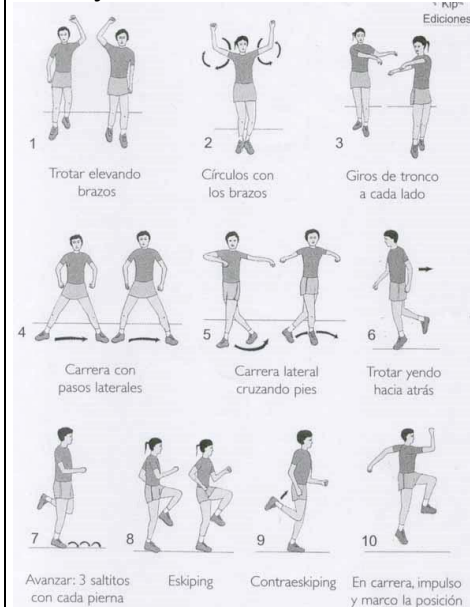 Kip
Ediciones
1
2
3
Trotar elevando
brazos
Círculos con
los brazos
Giros de tronco
a cada lado
4
5
6
Carrera con
pasos laterales
Carrera lateral
cruzando pies
Trotar yendo
hacia atrás
7
8
9
10
Avanzar: 3 saltitos
con cada pierna
Eskiping
Contraeskiping
En carrera, impulso
y marco la posición